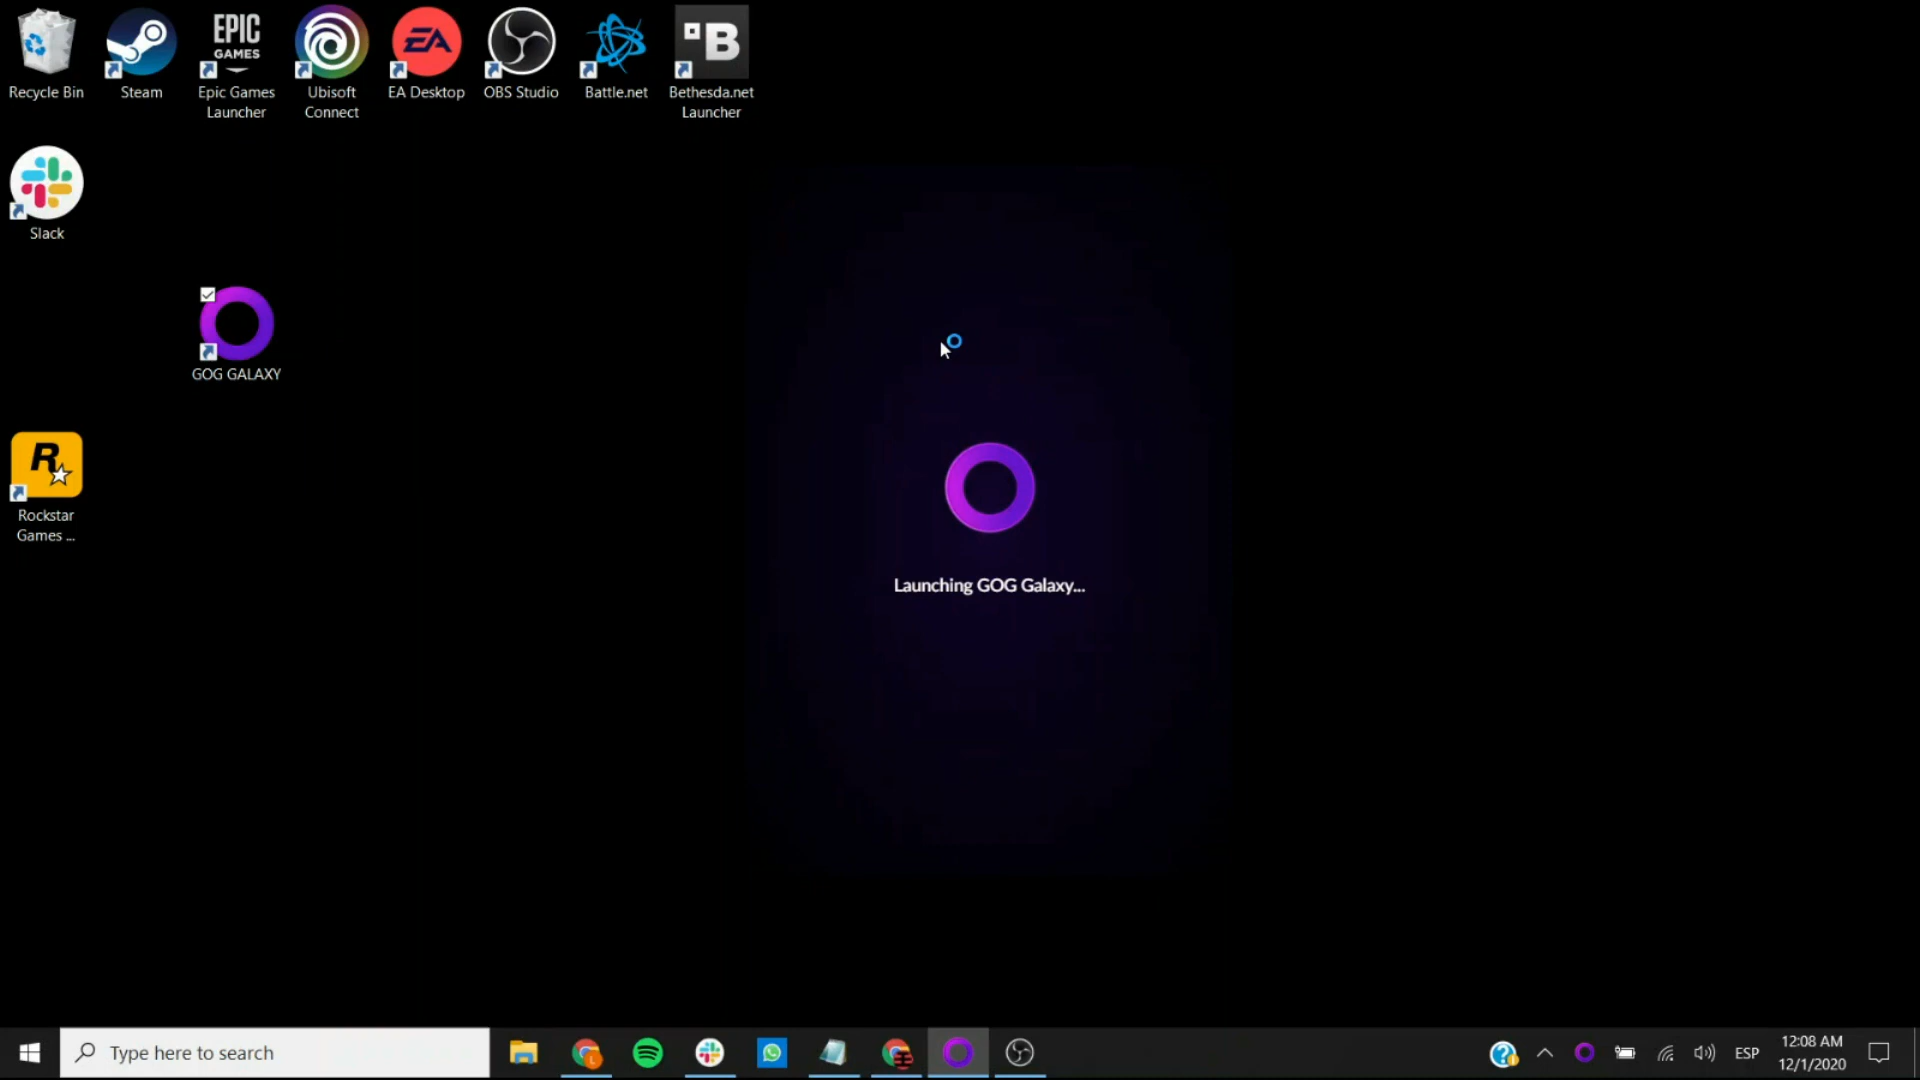 EPIC
GAMES
EA
B
Recycle Bin
Steam
Epic Games
Launcher
Ubisoft
Connect
EA Desktop
OBS Studio
Battle.net
Bethesda.net
Launcher
Slack
GOG GALAXY
R
Rockstar
Games ...
Launching GOG Galaxy...
Type here to search
L
ESP
12:08 AM
12/1/2020